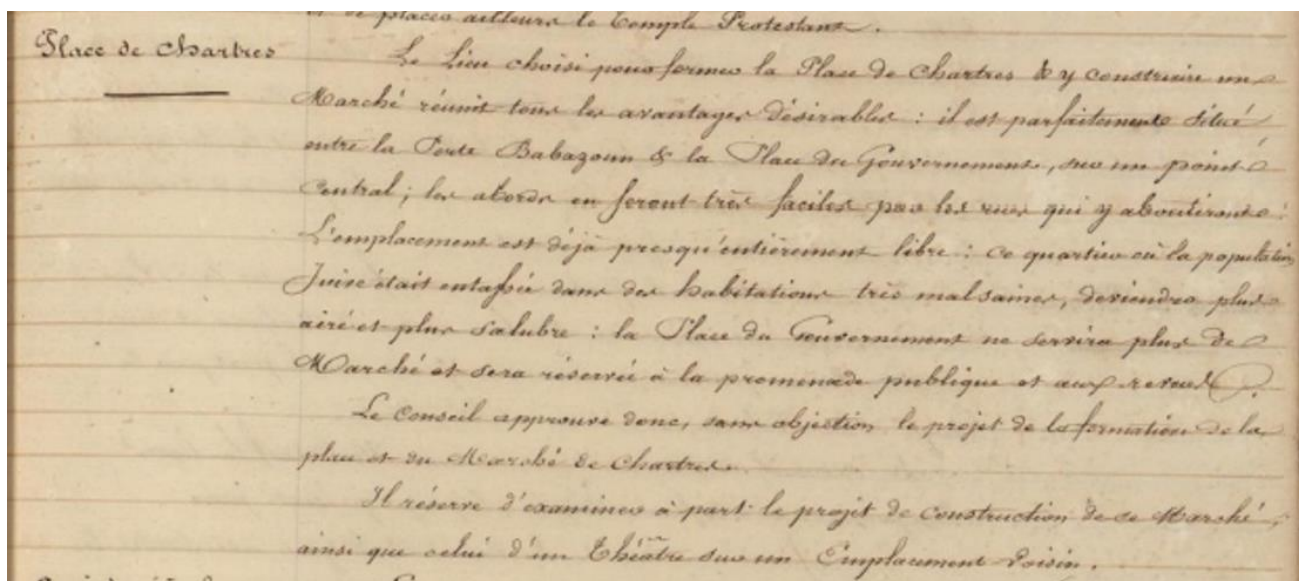 et de placer ailleurs le Temple Protestant.
Place de Chartres
Le Lieu choisi pour former la Place de Chartres & y construire un
Marché réunit tous les avantages désirables : il est parfaitement situé
entre la Porte Babazoun & la Place du Gouvernement, sur un point
Central ; les abords en seront très faciles par les rues qui y aboutiront :
L'emplacement est déjà presqu'entièrement libre : ce quartier où la population
Juive était entassée dans des habitations très malsaines, deviendra plus
aéré et plus salubre : la Place du Gouvernement ne servira plus de
Marché et sera réservée à la promenade publique et aux revues.
Le Conseil approuve donc, sans objection le projet de la formation de la
place et du Marché de Chartres.
Il réserve d'examiner à part le projet de construction de ce Marché,
ainsi que celui d'un Théâtre sur un Emplacement voisin.